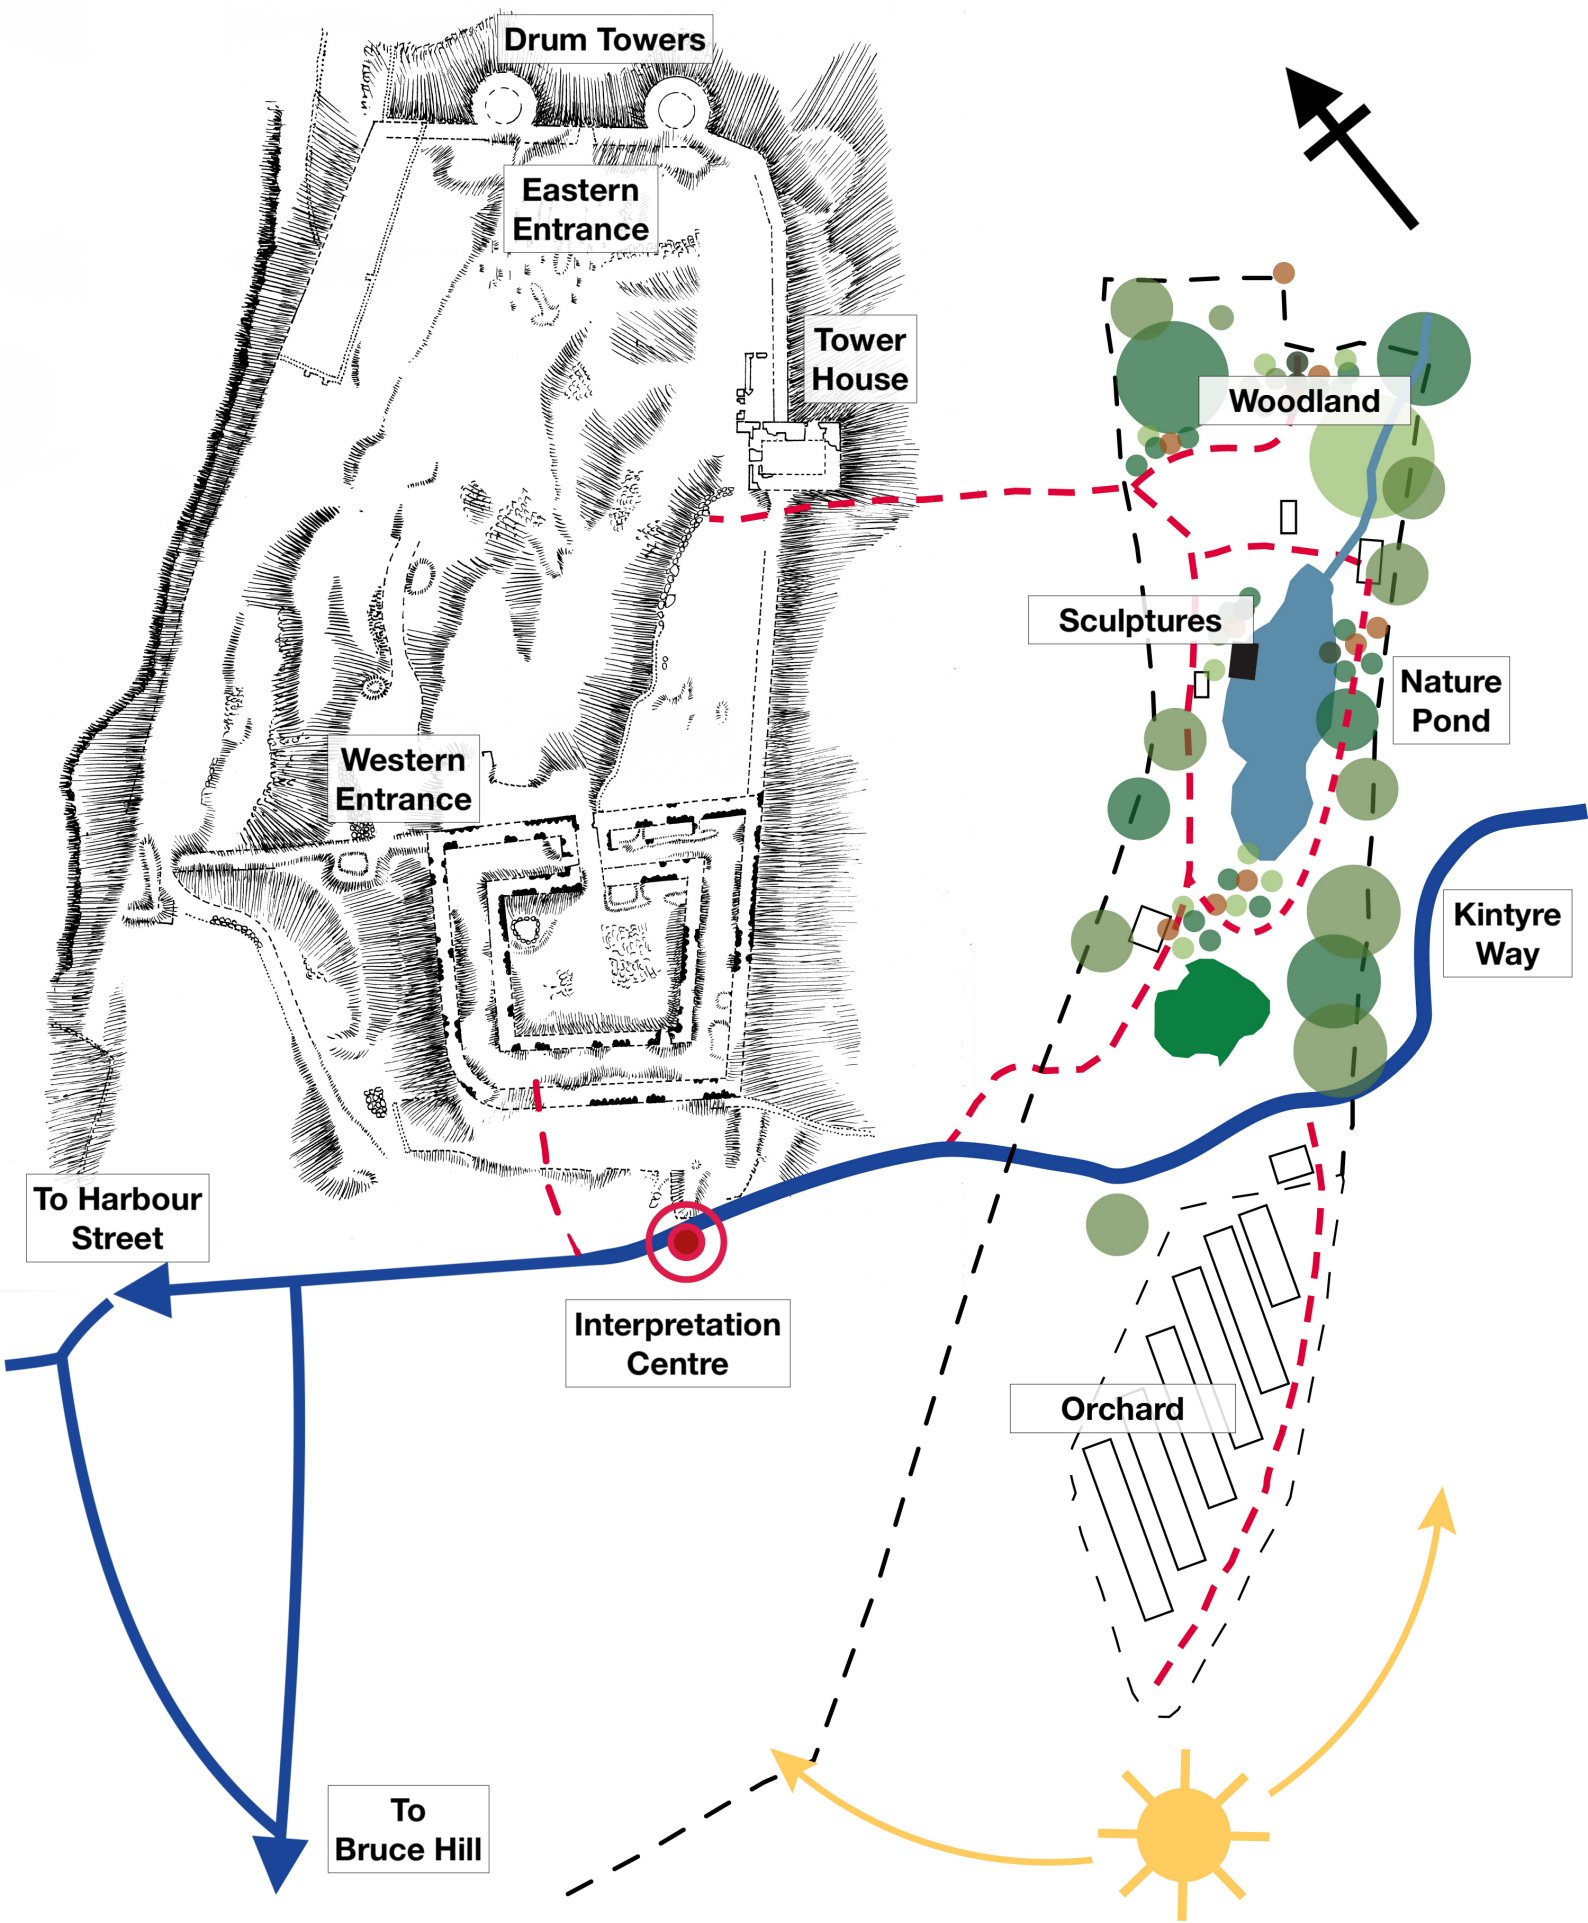 Drum Towers
Eastern
Entrance
Tower
House
Woodland
Sculptures
Nature
Pond
Western
Entrance
Kintyre
Way
To Harbour
Street
Interpretation
Centre
Orchard
To
Bruce Hill